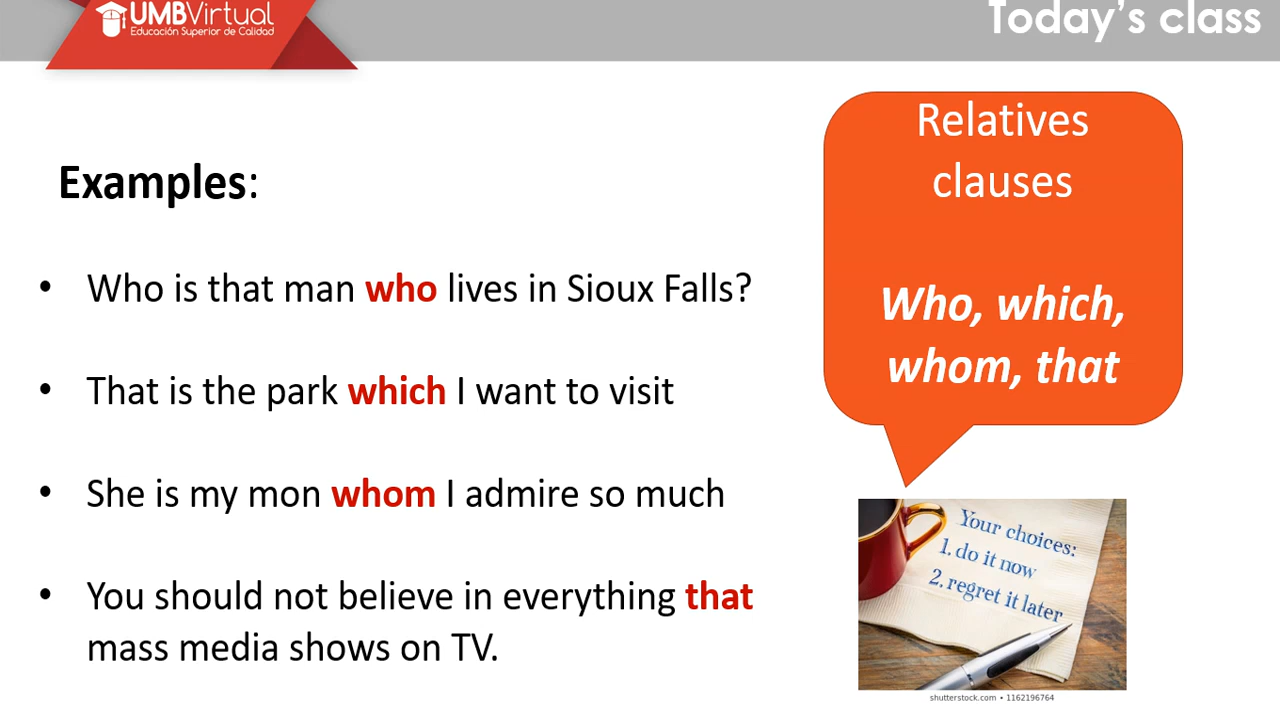 UMBVirtual
Educación Superior de Calidad
Today's class
Relatives
clauses
Who, which,
whom, that
Examples:
• Who is that man who lives in Sioux Falls?
• That is the park which I want to visit
• She is my mon whom I admire so much
• You should not believe in everything that
mass media shows on TV.
Your choices:
1. do it now
2. regret it later
shutterstock.com • 1162196764